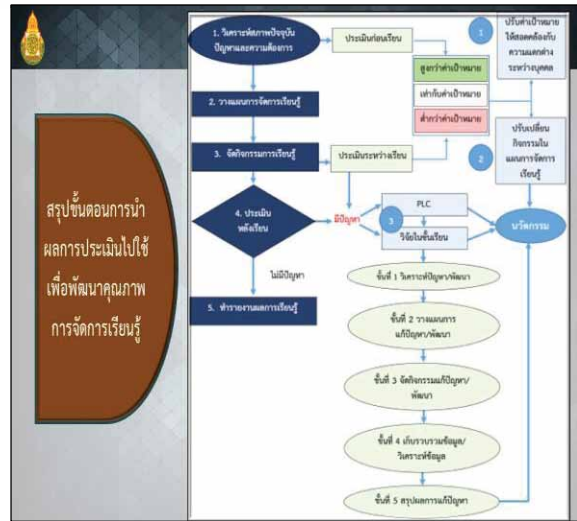 สรุปขั้นตอนการนำ
ผลการประเมินไปใช้
เพื่อพัฒนาคุณภาพ
การจัดการเรียนรู้
1. วิเคราะห์สภาพปัจจุบัน
ปัญหาและความต้องการ
ประเมินก่อนเรียน
สูงกว่าค่าเป้าหมาย
เท่ากับค่าเป้าหมาย
ต่ำกว่าค่าเป้าหมาย
1
ปรับค่าเป้าหมาย
ให้สอดคล้องกับ
ความแตกต่าง
ระหว่างบุคคล
2. วางแผนการจัดการเรียนรู้
3. จัดกิจกรรมการเรียนรู้
ประเมินระหว่างเรียน
2
ปรับเปลี่ยน
กิจกรรมใน
แผนการจัดการ
เรียนรู้
4. ประเมิน
หลังเรียน
มีปัญหา
3
PLC
วิจัยในชั้นเรียน
นวัตกรรม
ไม่มีปัญหา
5. ทำรายงานผลการเรียนรู้
ขั้นที่ 1 วิเคราะห์ปัญหา/พัฒนา
ขั้นที่ 2 วางแผนการ
แก้ปัญหา/พัฒนา
ขั้นที่ 3 จัดกิจกรรมแก้ปัญหา/
พัฒนา
ขั้นที่ 4 เก็บรวบรวมข้อมูล/
วิเคราะห์ข้อมูล
ขั้นที่ 5 สรุปผลการแก้ปัญหา